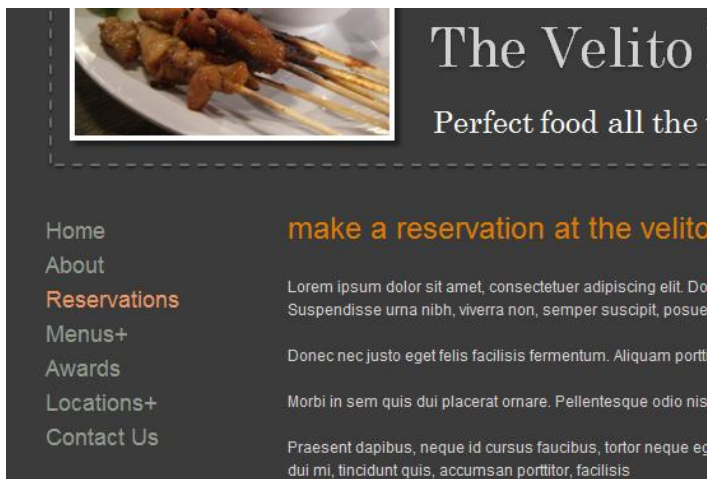 The Velito
Perfect food all the
Home
About
Reservations
Menus+
Awards
Locations+
Contact Us
make a reservation at the velito
Lorem ipsum dolor sit amet, consectetuer adipiscing elit. Do
Suspendisse urna nibh, viverra non, semper suscipit, posue
Donec nec justo eget felis facilisis fermentum. Aliquam portti
Morbi in sem quis dui placerat ornare. Pellentesque odio nis
Praesent dapibus, neque id cursus faucibus, tortor neque eg
dui mi, tincidunt quis, accumsan porttitor, facilisis